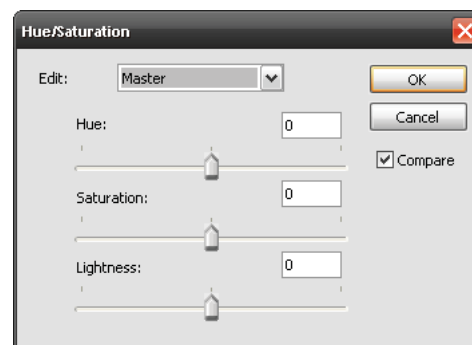 Hue/Saturation
Edit: Master
OK
Hue: 0
Cancel
Compare
Saturation: 0
Lightness: 0